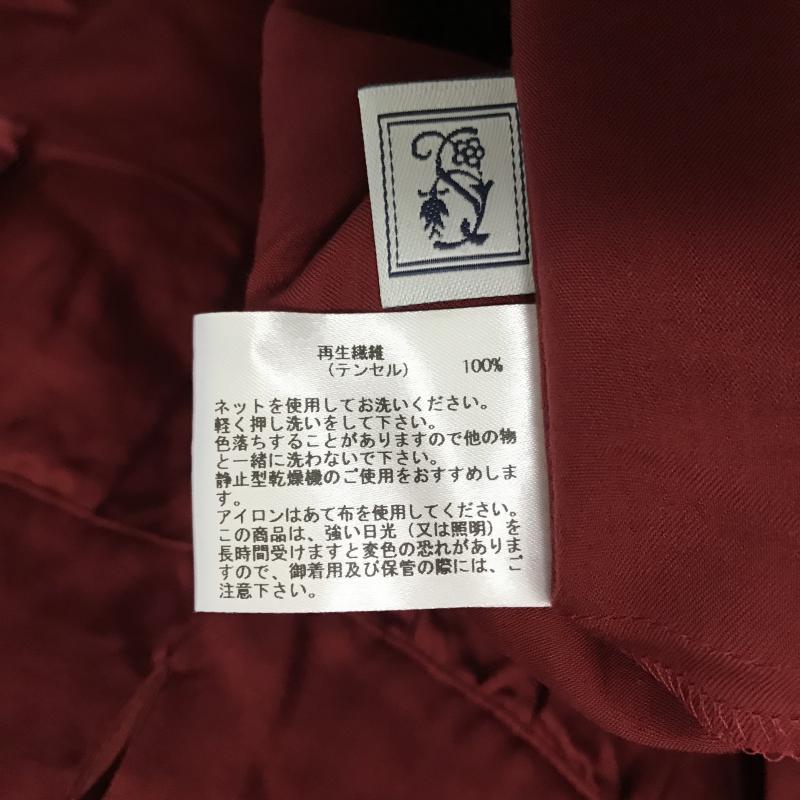 再生繊維
（テンセル） 100%
ネットを使用してお洗いください。
軽く押し洗いをして下さい。
色落ちすることがありますので他の物
と一緒に洗わないで下さい。
静止型乾燥機のご使用をおすすめしま
す。
アイロンはあて布を使用してください。
この商品は、強い日光（又は照明）を
長時間受けますと変色の恐れがありま
すので、御着用及び保管の際には、ご
注意下さい。